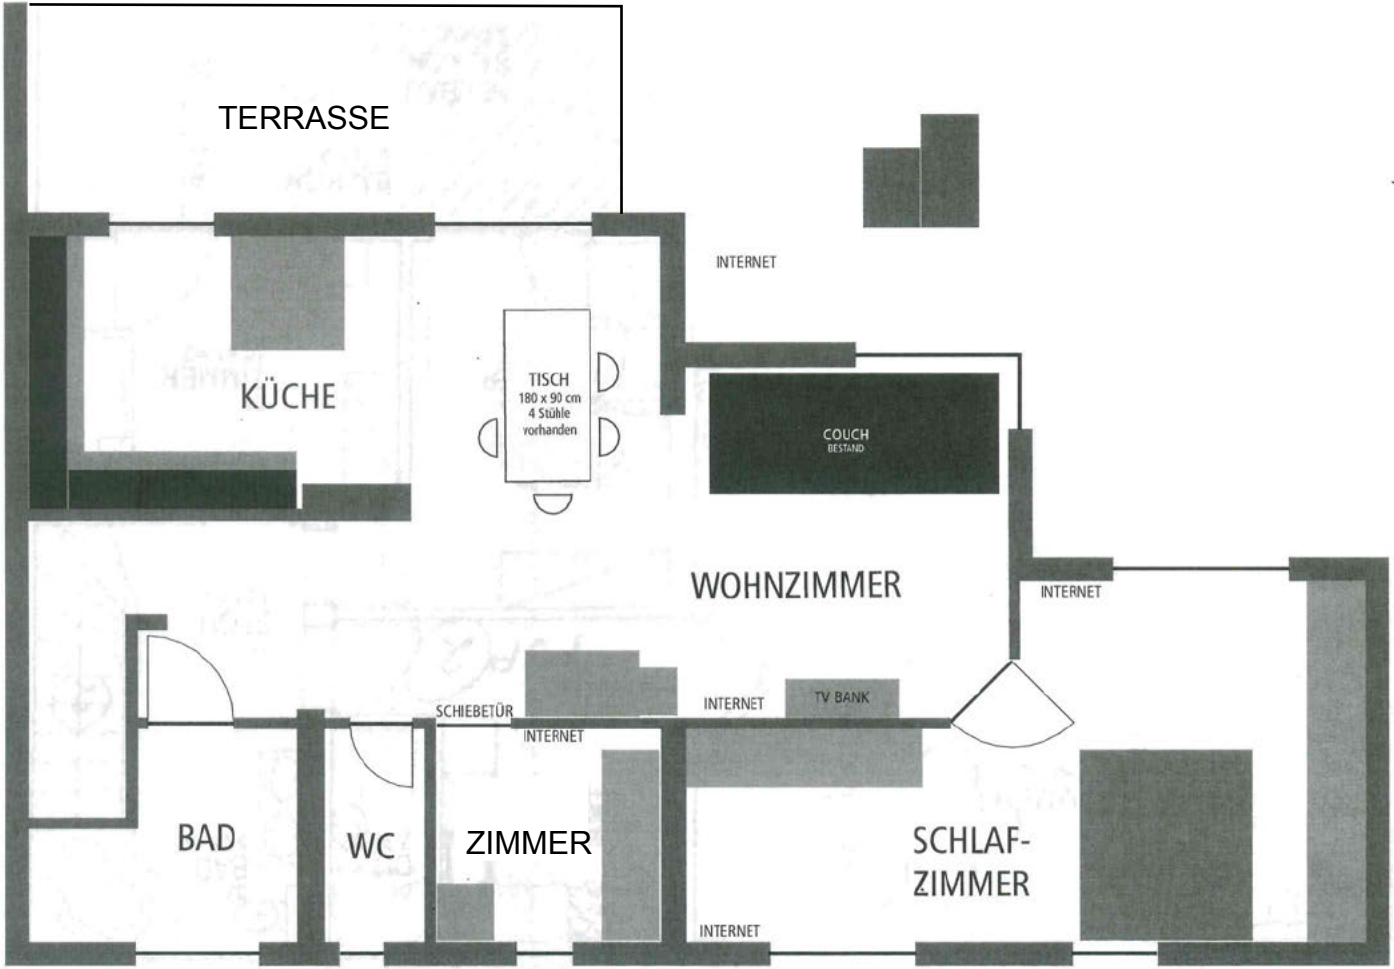 TERRASSE
INTERNET
KÜCHE
TISCH
180 x 90 cm
4 Stühle
vorhanden
COUCH
BESTAND
WOHNZIMMER
INTERNET
SCHIEBETÜR
INTERNET
TV BANK
INTERNET
BAD
WC
ZIMMER
SCHLAF-
ZIMMER
INTERNET